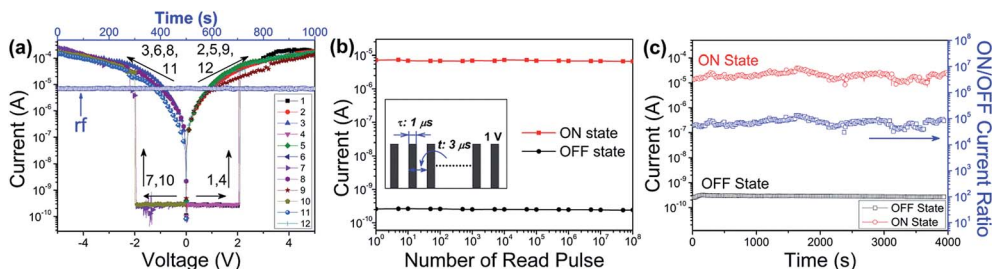 Time (s)
0 200 400 600 800 1000
(a)
Current (A)
10⁻⁴
10⁻⁵
10⁻⁶
10⁻⁷
10⁻⁸
10⁻⁹
10⁻¹⁰
3,6,8,
11
2,5,9,
12
rf
7,10
1,4
1
2
3
4
5
6
7
8
9
10
11
12
-4 -2 0 2 4
Voltage (V)
(b)
Current (A)
10⁻⁴
10⁻⁵
10⁻⁶
10⁻⁷
10⁻⁸
10⁻⁹
10⁻¹⁰
τ: 1 μs
t: 3 μs
1 V
ON state
OFF state
10⁰ 10¹ 10² 10³ 10⁴ 10⁵ 10⁶ 10⁷ 10⁸
Number of Read Pulse
(c)
Current (A)
10⁻⁴
10⁻⁵
10⁻⁶
10⁻⁷
10⁻⁸
10⁻⁹
10⁻¹⁰
ON State
OFF State
OFF State
ON State
0 1000 2000 3000 4000
Time (s)
10⁸
10⁷
10⁶
10⁵
10⁴
10³
10²
10¹
10⁰
ON/OFF Current Ratio